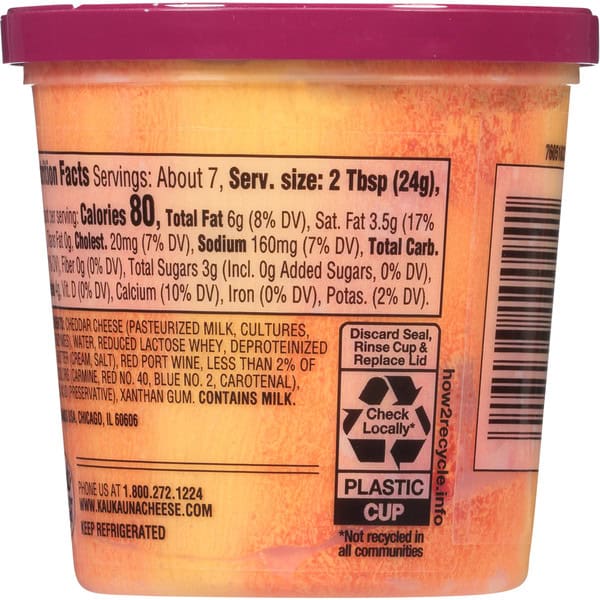 Facts Servings: About 7, Serv. size: 2 Tbsp (24g),
per serving: Calories 80, Total Fat 6g (8% DV), Sat. Fat 3.5g (17%
Fat 0g, Cholest. 20mg (7% DV), Sodium 160mg (7% DV), Total Carb.
DV), Fiber 0g (0% DV), Total Sugars 3g (Incl. 0g Added Sugars, 0% DV),
Vit. D (0% DV), Calcium (10% DV), Iron (0% DV), Potas. (2% DV).
CHEDDAR CHEESE (PASTEURIZED MILK, CULTURES,
WATER, REDUCED LACTOSE WHEY, DEPROTEINIZED
(CREAM, SALT), RED PORT WINE, LESS THAN 2% OF
(CARMINE, RED NO. 40, BLUE NO. 2, CAROTENAL),
(PRESERVATIVE), XANTHAN GUM. CONTAINS MILK.
USA, CHICAGO, IL 60606
PHONE US AT 1.800.272.1224
WWW.KAUKAUNACHEESE.COM
KEEP REFRIGERATED
Discard Seal,
Rinse Cup &
Replace Lid
Check
Locally*
PLASTIC
CUP
*Not recycled in
all communities
how2recycle.info